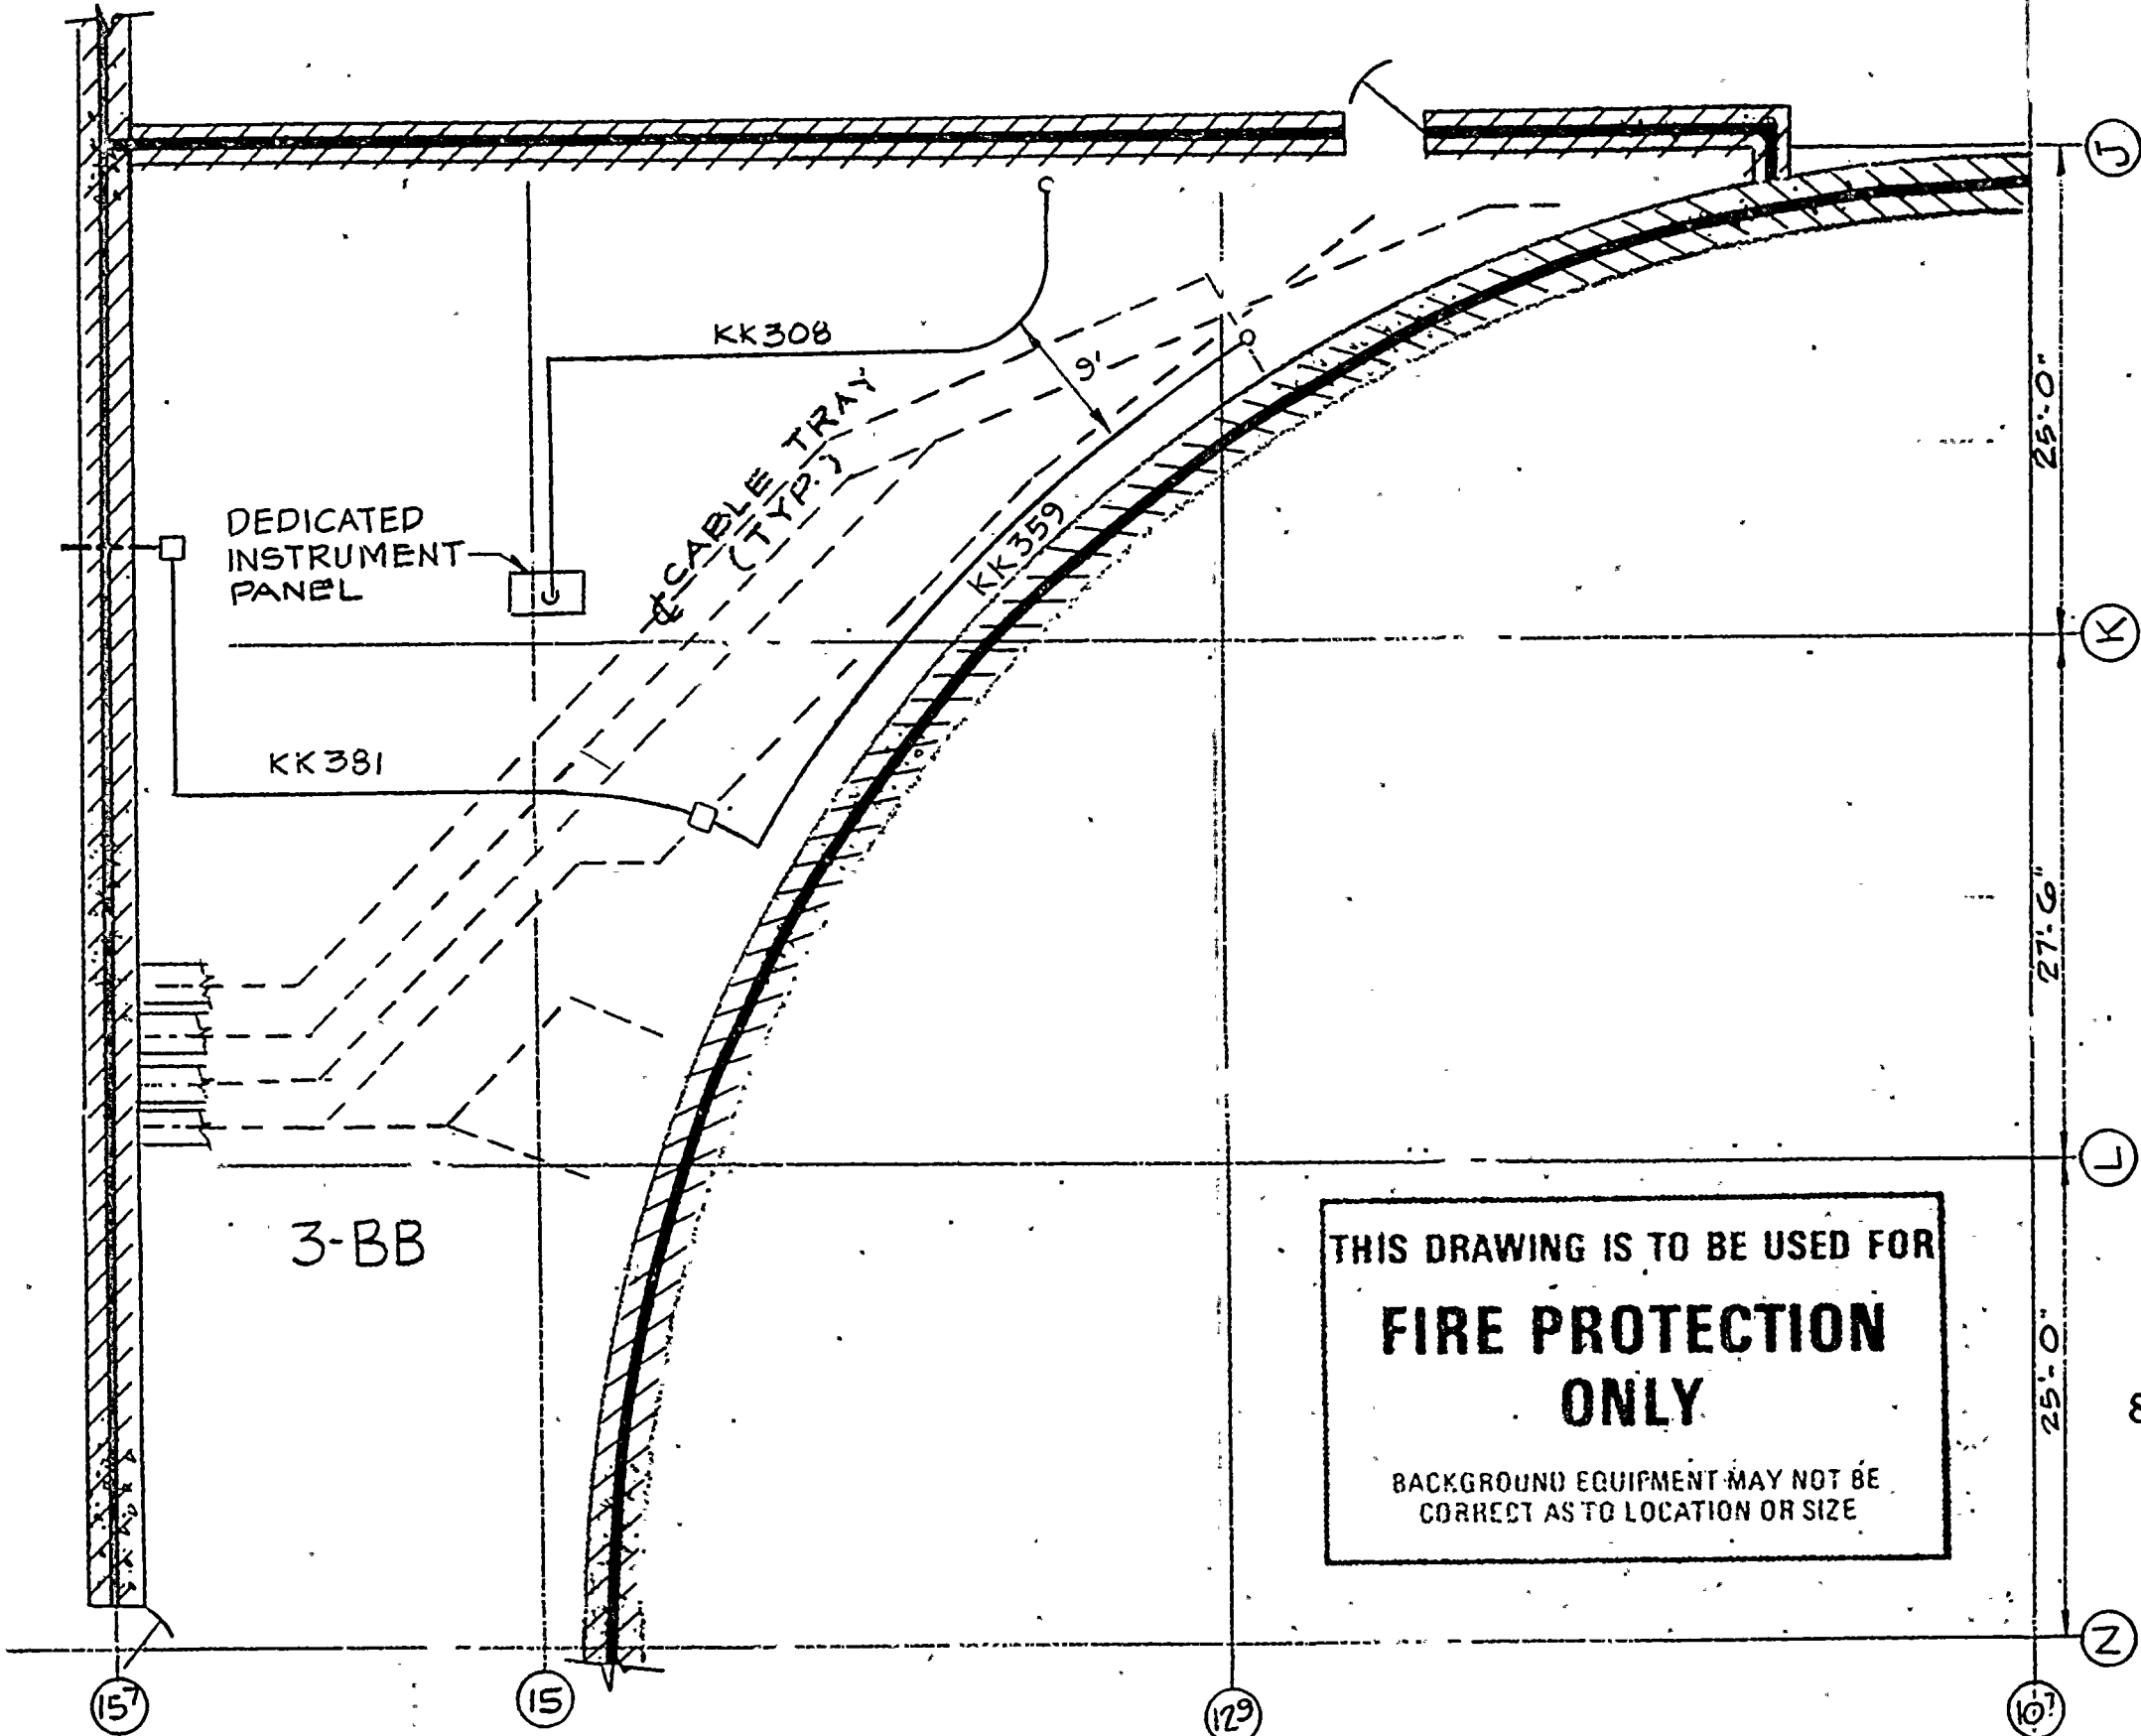 J
KK308
9'
25'-0"
℄ CABLE TRAY
(TYP.)
DEDICATED
INSTRUMENT
PANEL
KK359
K
KK381
27'-6"
L
3-BB
THIS DRAWING IS TO BE USED FOR
FIRE PROTECTION
ONLY
BACKGROUND EQUIPMENT MAY NOT BE
CORRECT AS TO LOCATION OR SIZE
25'-0"
N
15⁷
15
12⁹
10⁷